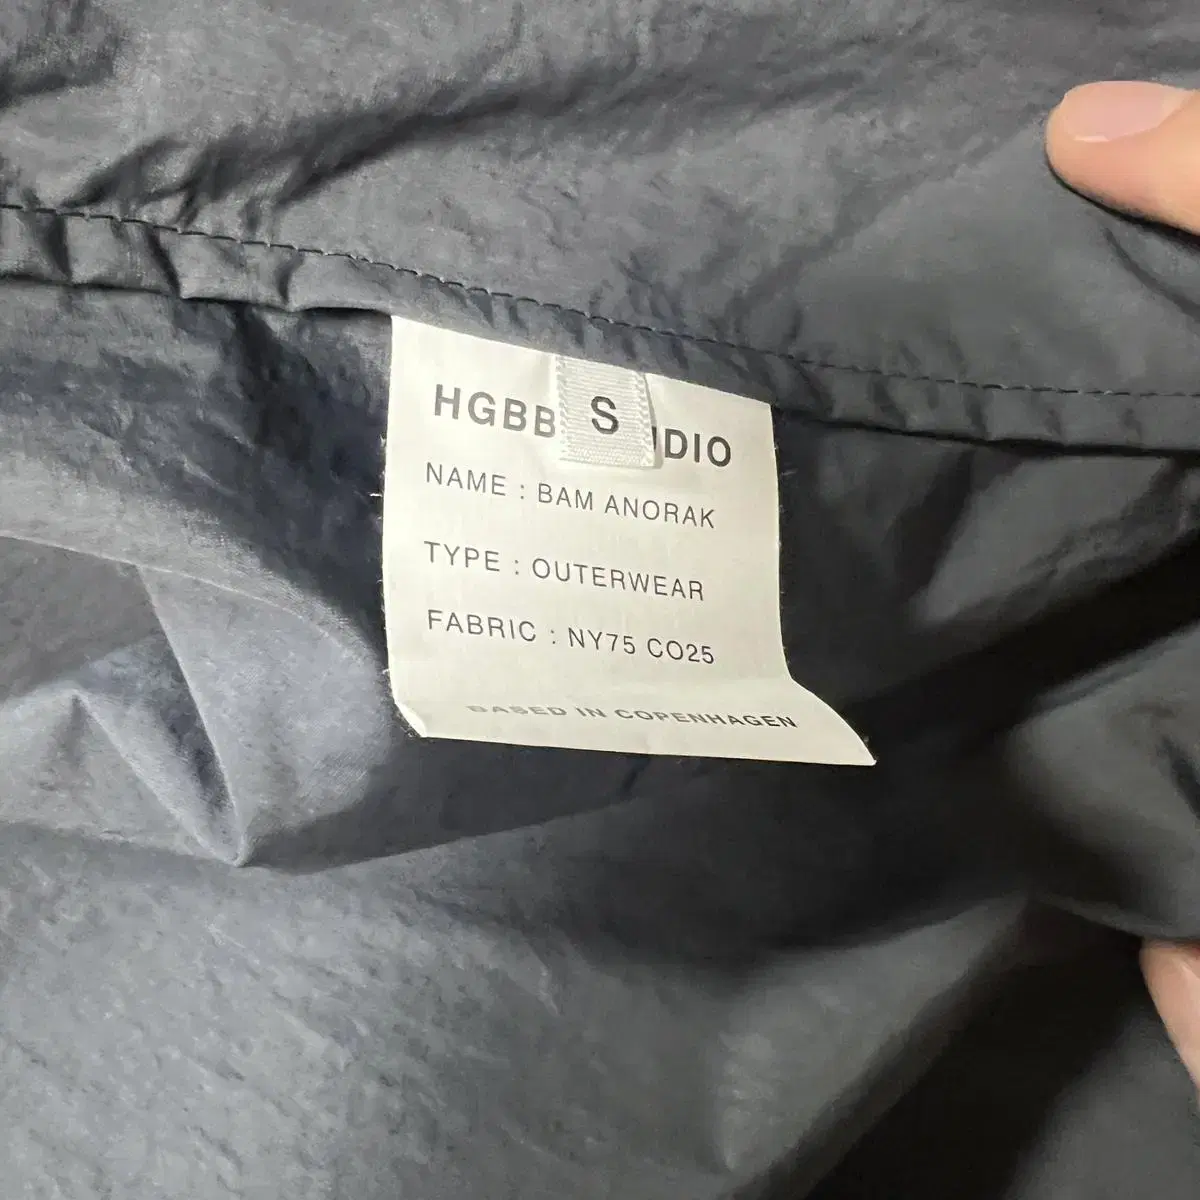 HGBB S DIO
NAME : BAM ANORAK
TYPE : OUTERWEAR
FABRIC : NY75 CO25
BASED IN COPENHAGEN